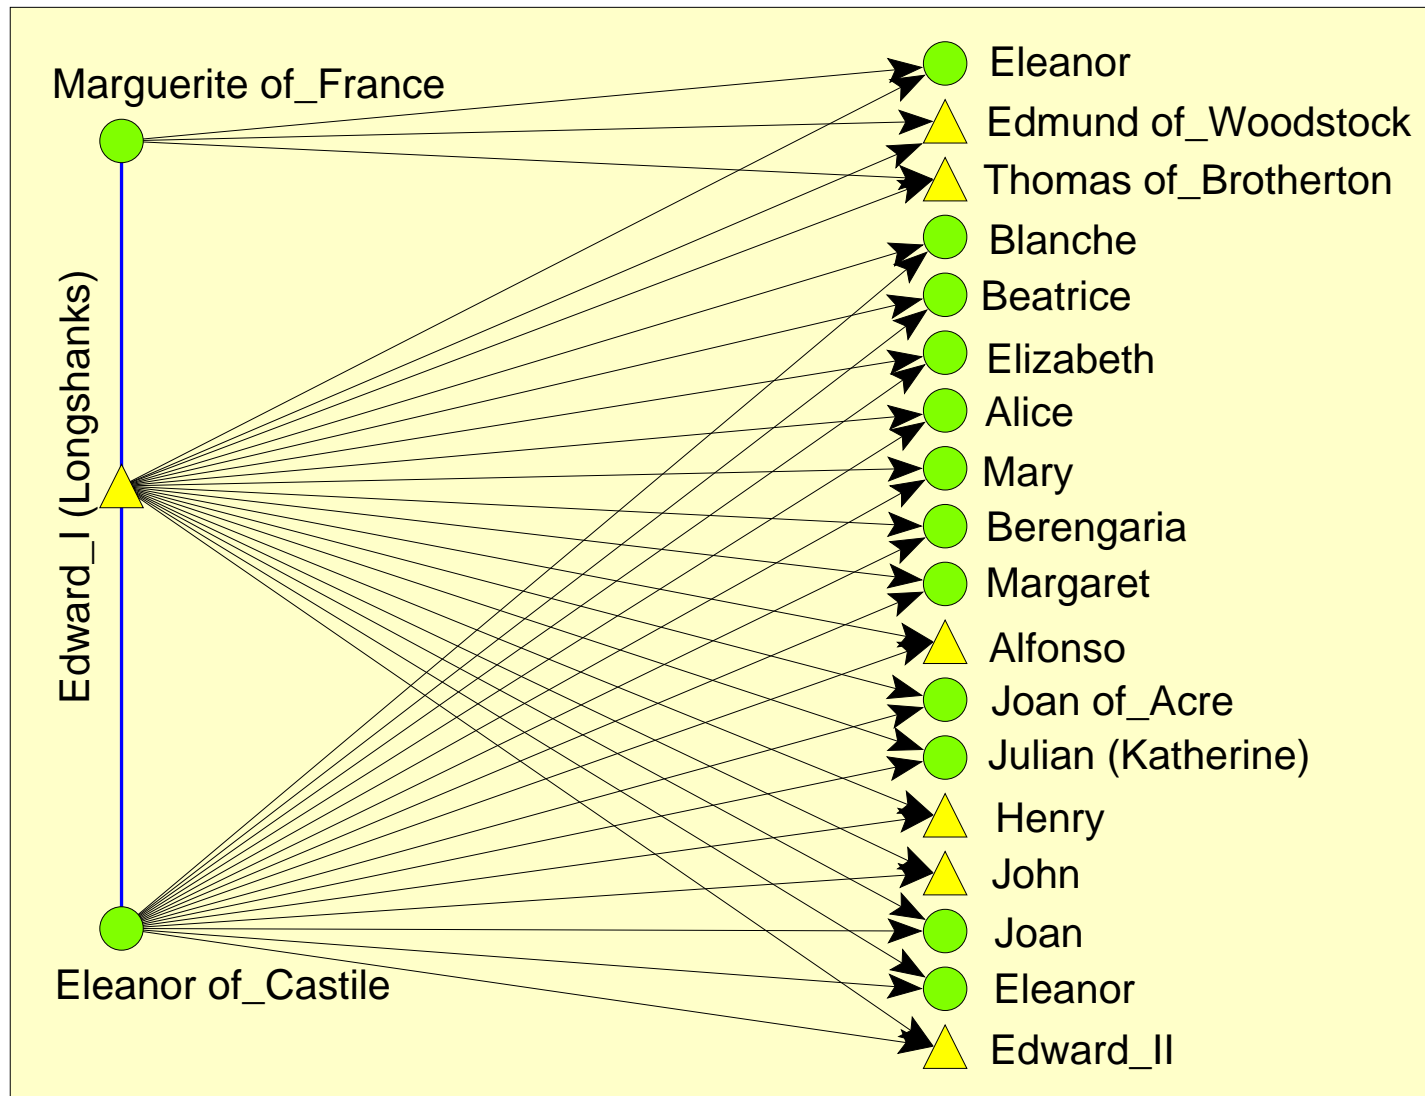 Marguerite of_France
Edward_I (Longshanks)
Eleanor of_Castile
Eleanor
Edmund of_Woodstock
Thomas of_Brotherton
Blanche
Beatrice
Elizabeth
Alice
Mary
Berengaria
Margaret
Alfonso
Joan of_Acre
Julian (Katherine)
Henry
John
Joan
Eleanor
Edward_II